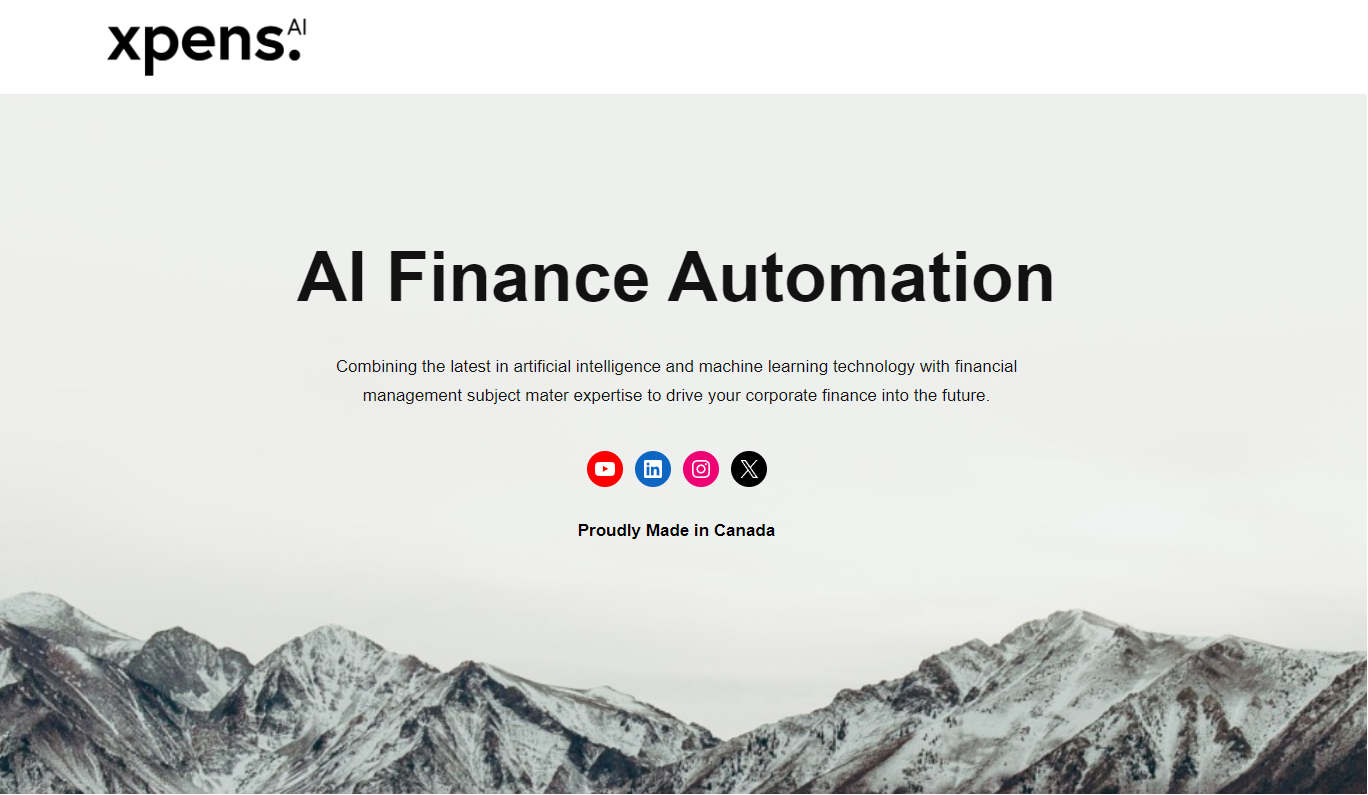 xpens.AI
AI Finance Automation
Combining the latest in artificial intelligence and machine learning technology with financial
management subject mater expertise to drive your corporate finance into the future.
Proudly Made in Canada